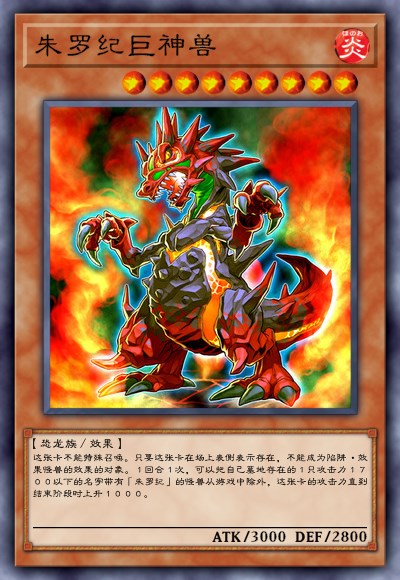 朱罗纪巨神兽
炎
ほのお
【恐龙族／效果】
这张卡不能特殊召唤。只要这张卡在场上表侧表示存在，不能成为陷阱·效
果怪兽的效果的对象。1回合1次，可以把自己墓地存在的1只攻击力17
00以下的名字带有「朱罗纪」的怪兽从游戏中除外，这张卡的攻击力直到
结束阶段时上升1000。
ATK/3000 DEF/2800